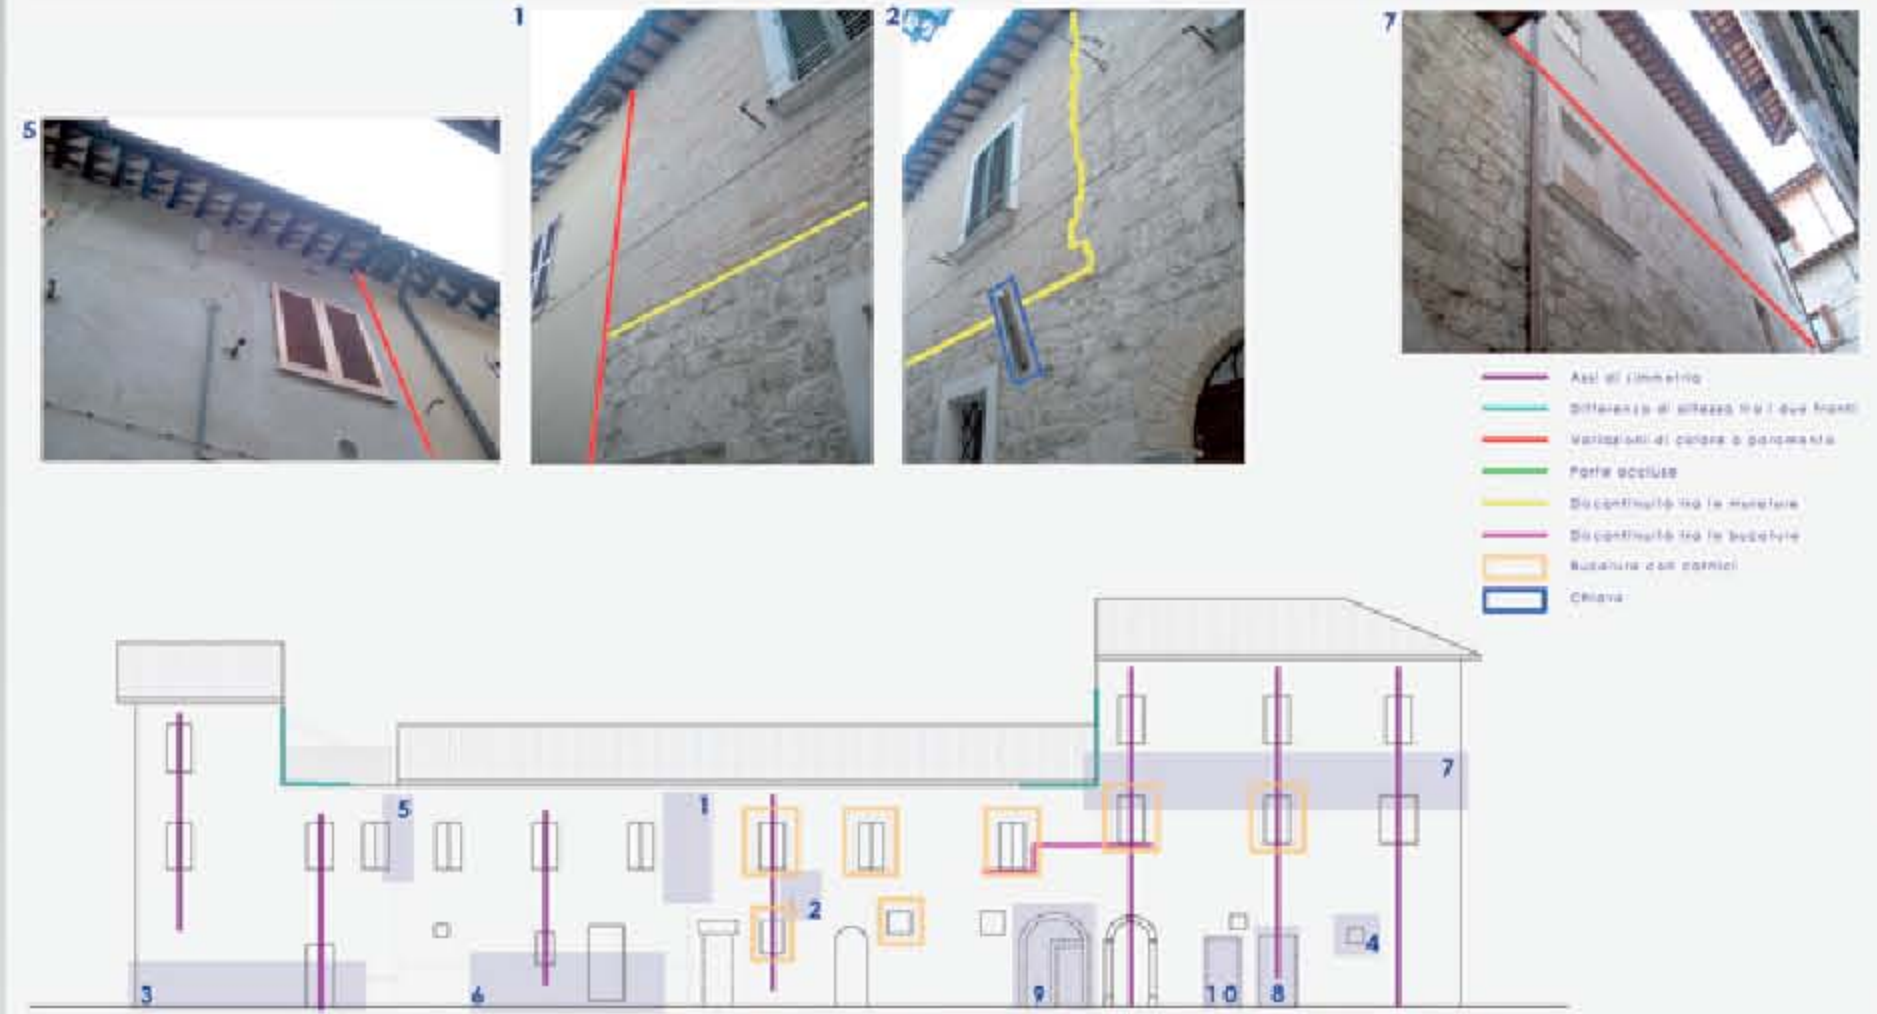 1
2
7
5
Assi di simmetria
Differenza di altezza tra i due fronti
Variazioni di colore o paramento
Porte occluse
Discontinuità tra le murature
Discontinuità tra le bucature
Bucature con cornici
Chiave
7
5
1
2
4
3
6
9
10
8